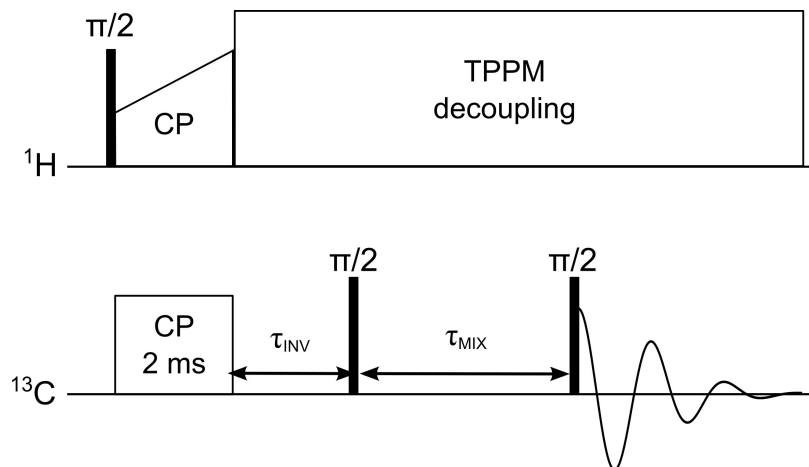 π/2
CP
TPPM
decoupling
¹H
π/2
π/2
CP
2 ms
τINV
τMIX
¹³C